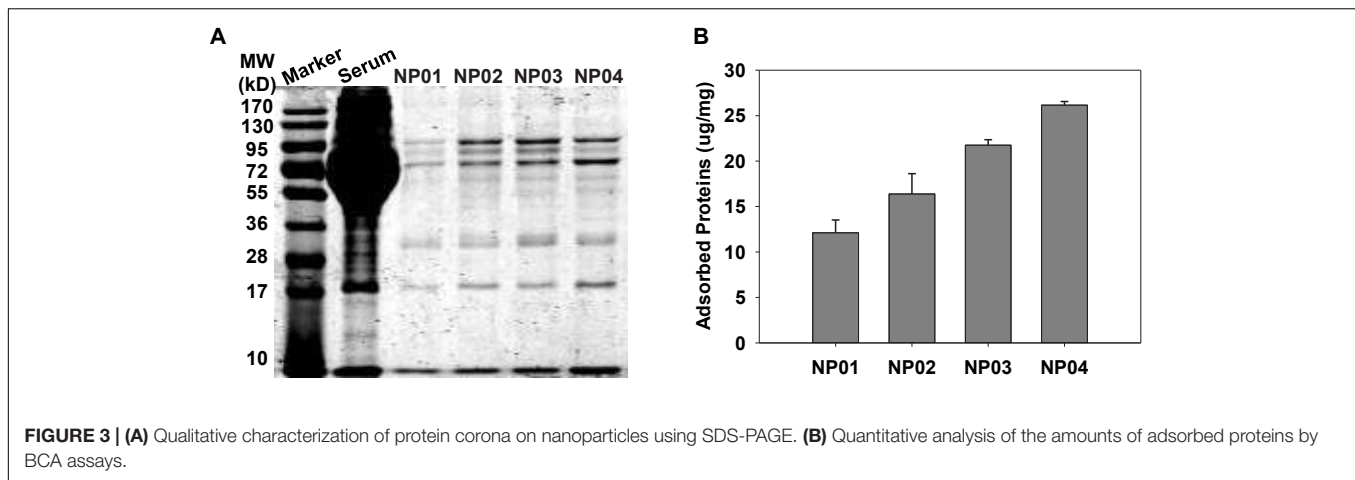 A
MW
(kD)
Marker
Serum
NP01
NP02
NP03
NP04
170
130
95
72
55
36
28
17
10
B
Adsorbed Proteins (ug/mg)
30
25
20
15
10
5
0
NP01
NP02
NP03
NP04
FIGURE 3 | (A) Qualitative characterization of protein corona on nanoparticles using SDS-PAGE. (B) Quantitative analysis of the amounts of adsorbed proteins by
BCA assays.